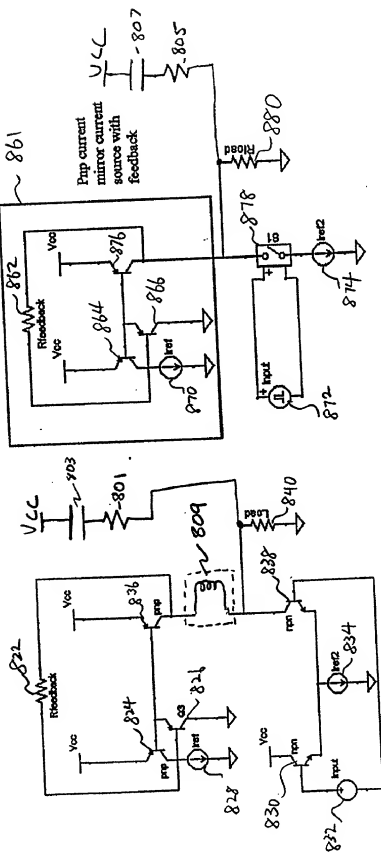 822
Rfeedback
Vcc
Vcc
824
836
pnp
pnp
Q3
826
Iref
828
VCC
803
801
809
Load
840
838
npn
npn
Vcc
830
Iref2
834
Input
832
862
Rfeedback
861
Vcc
Vcc
864
876
866
Iref
870
Pnp current
mirror current
source with
feedback
VCC
807
805
Rload
880
878
S1
Iref2
874
+
+ Input
872